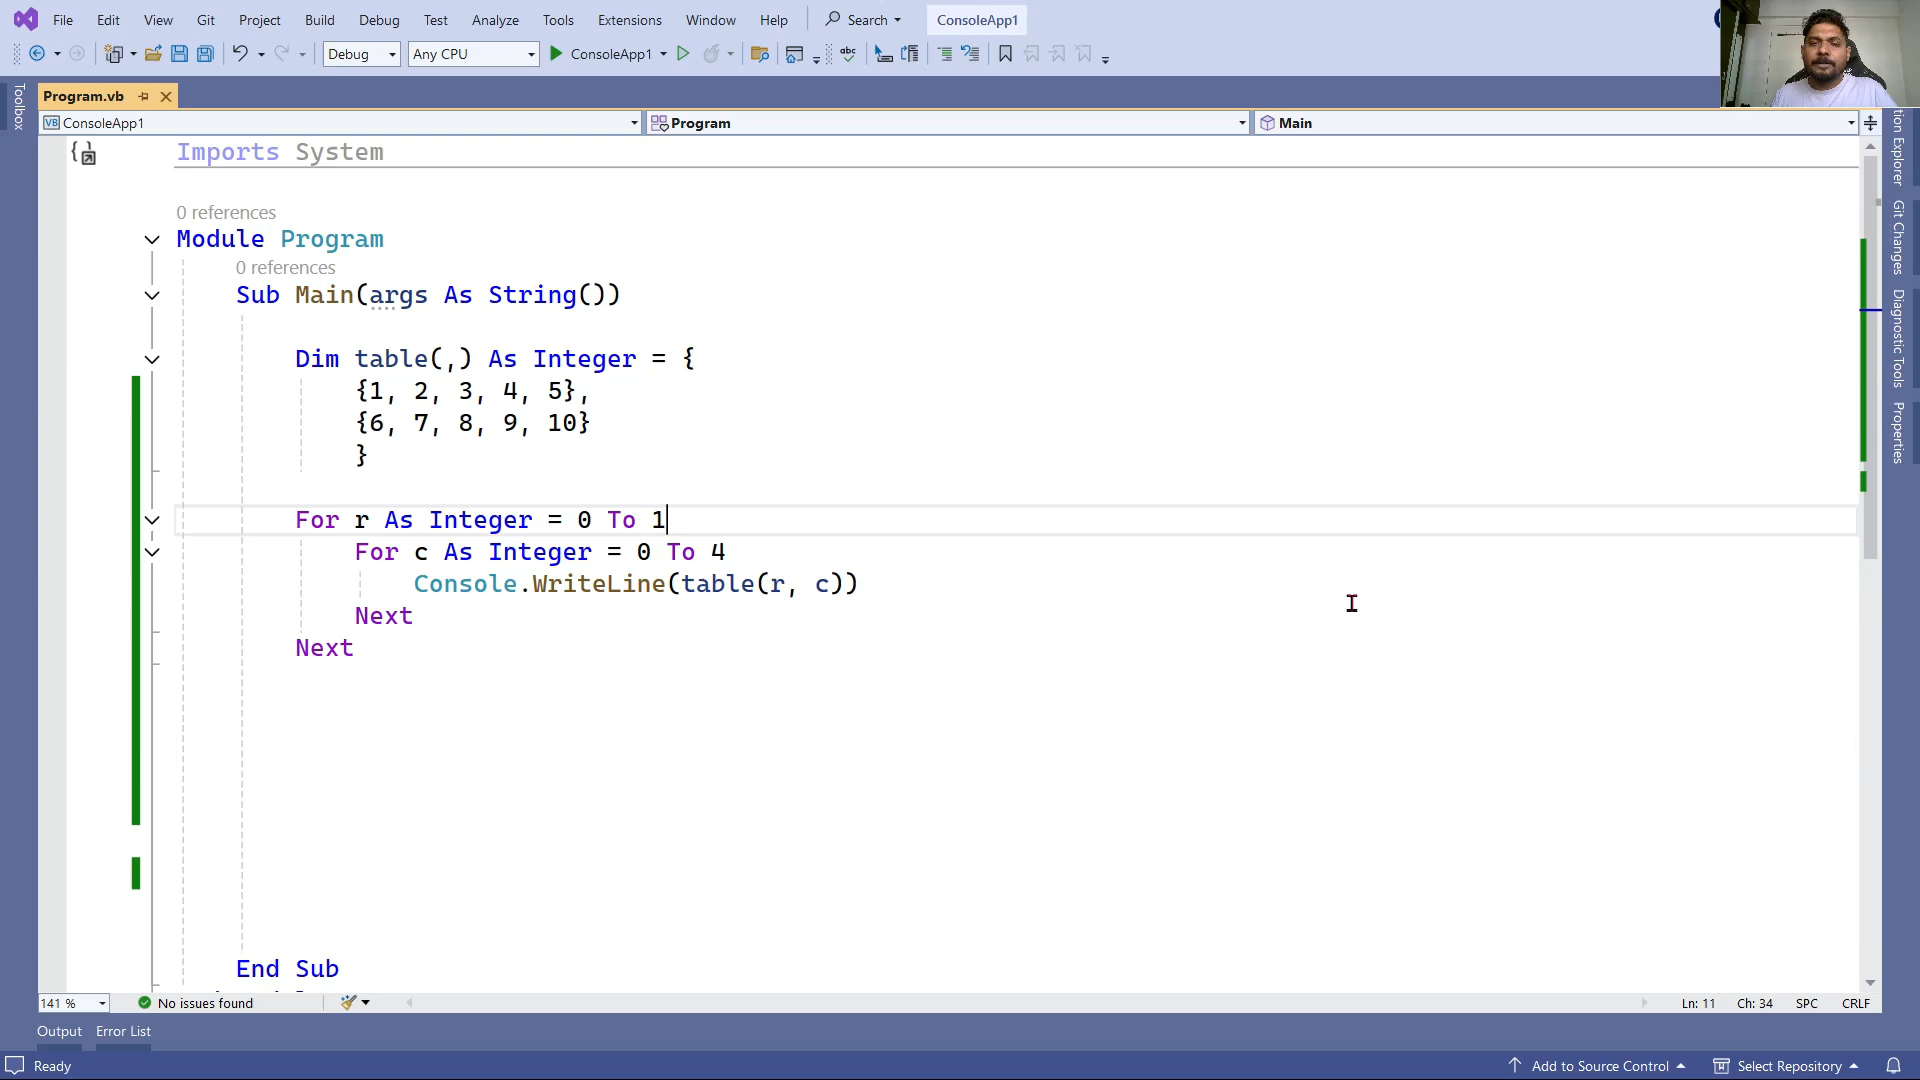 File Edit View Git Project Build Debug Test Analyze Tools Extensions Window Help Search ConsoleApp1
Debug Any CPU ConsoleApp1 abc
Toolbox
Program.vb
VB ConsoleApp1 Program Main
Imports System
0 references
Module Program
0 references
Sub Main(args As String())
Dim table(,) As Integer = {
{1, 2, 3, 4, 5},
{6, 7, 8, 9, 10}
}
For r As Integer = 0 To 1
For c As Integer = 0 To 4
Console.WriteLine(table(r, c))
Next
Next
End Sub
tion Explorer
Git Changes
Diagnostic Tools
Properties
141 % No issues found Ln: 11 Ch: 34 SPC CRLF
Output Error List
Ready Add to Source Control Select Repository